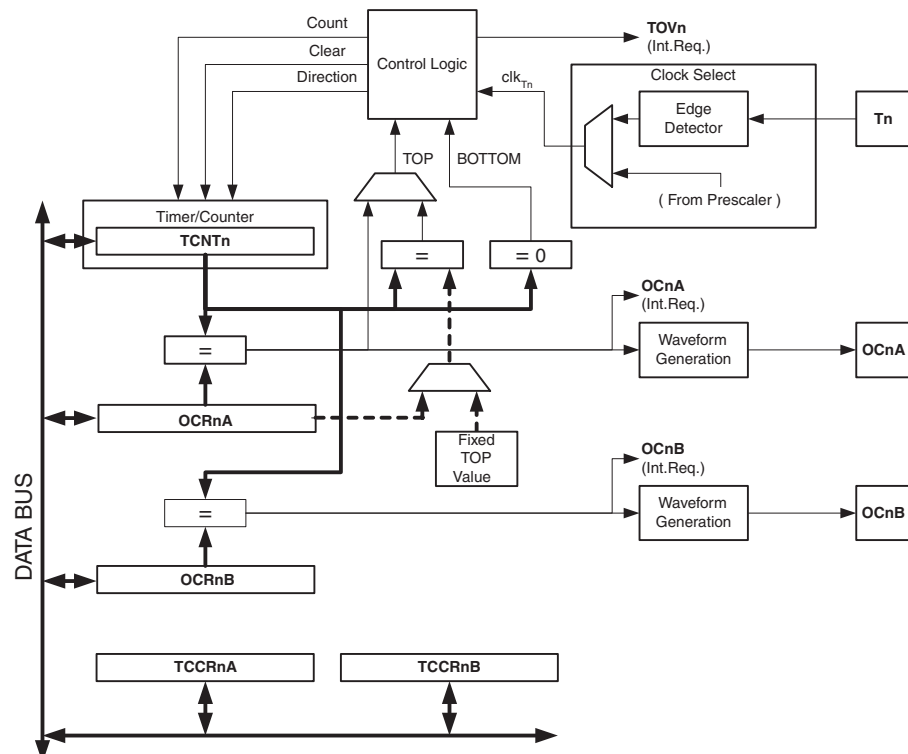 Count
Clear
Direction
Control Logic
TOVn
(Int.Req.)
clkTn
Clock Select
Edge
Detector
Tn
( From Prescaler )
TOP
BOTTOM
Timer/Counter
TCNTn
=
= 0
OCnA
(Int.Req.)
=
Waveform
Generation
OCnA
OCRnA
Fixed
TOP
Value
OCnB
(Int.Req.)
=
Waveform
Generation
OCnB
OCRnB
DATA BUS
TCCRnA
TCCRnB